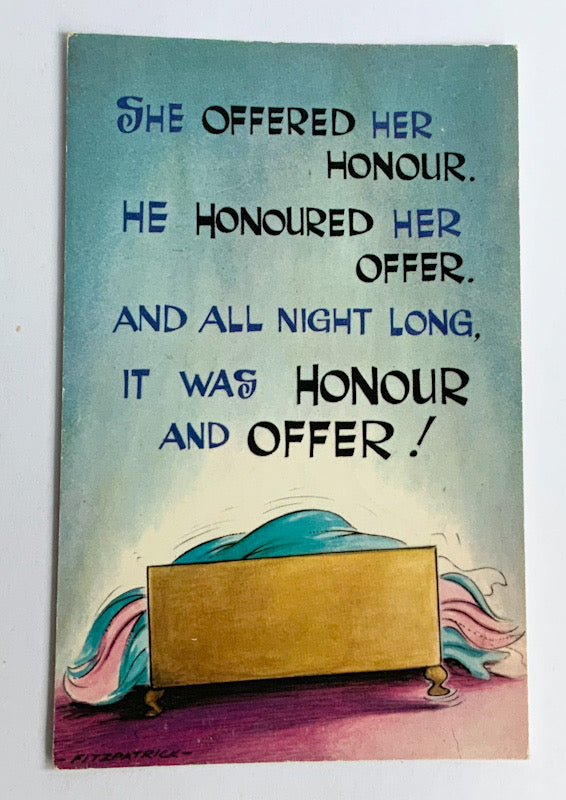 SHE OFFERED HER
HONOUR.
HE HONOURED HER
OFFER.
AND ALL NIGHT LONG,
IT WAS HONOUR
AND OFFER!
-FITZPATRICK-